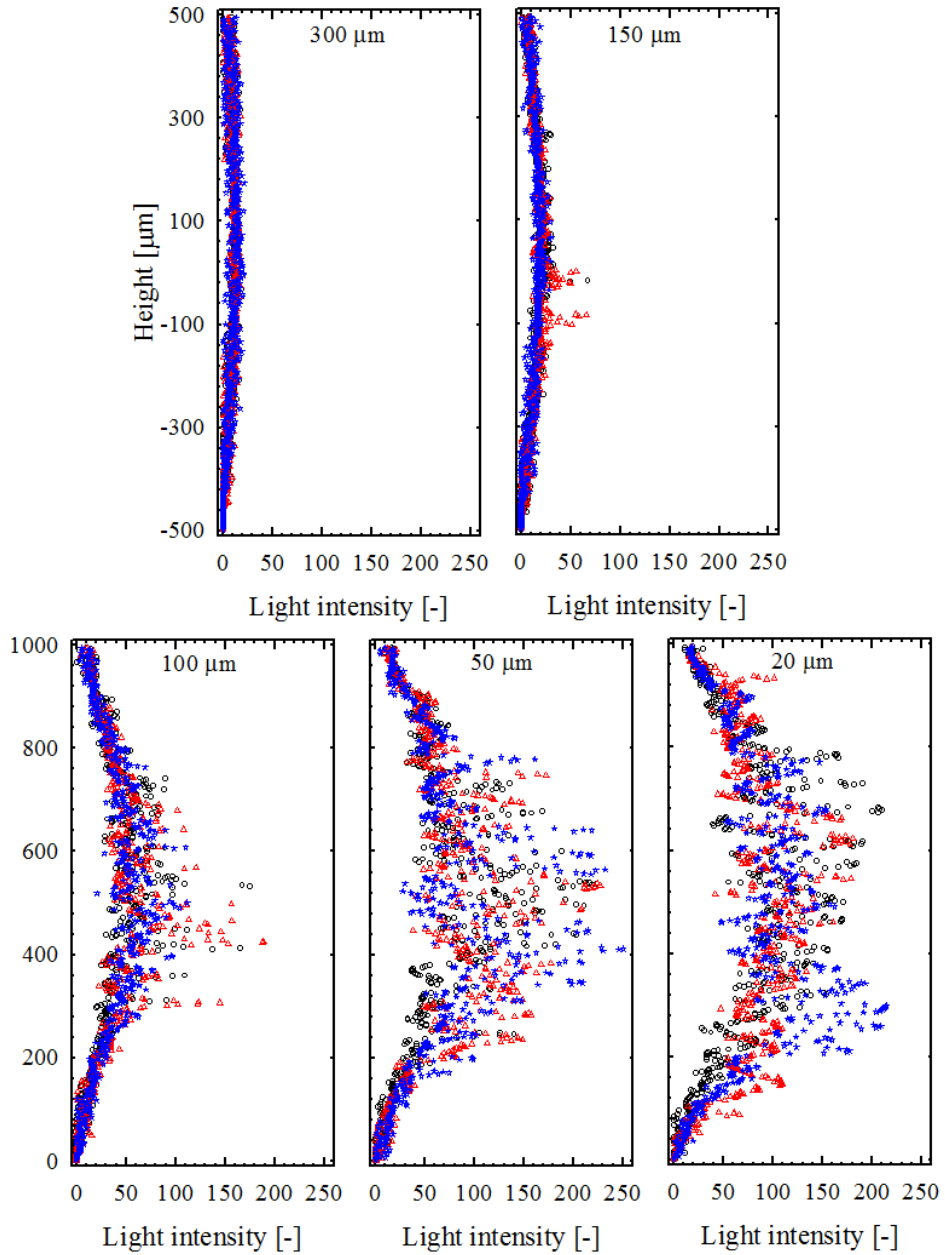 500
300 µm
150 µm
300
100
Height [µm]
-100
-300
-500
0 50 100 150 200 250
0 50 100 150 200 250
Light intensity [-]
Light intensity [-]
1000
100 µm
50 µm
20 µm
800
600
400
200
0
0 50 100 150 200 250
0 50 100 150 200 250
0 50 100 150 200 250
Light intensity [-]
Light intensity [-]
Light intensity [-]